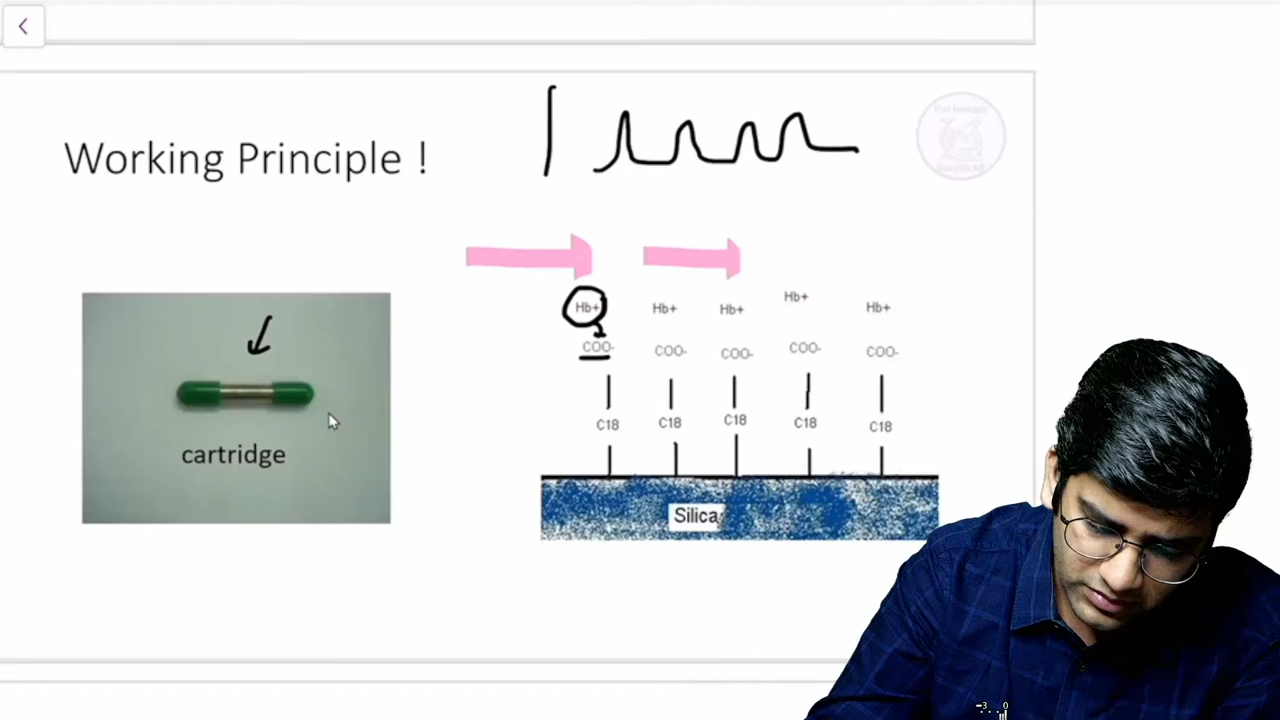 Working Principle !
Hb+ Hb+ Hb+ Hb+ Hb+
COO- COO- COO- COO- COO-
C18 C18 C18 C18 C18
cartridge
Silica